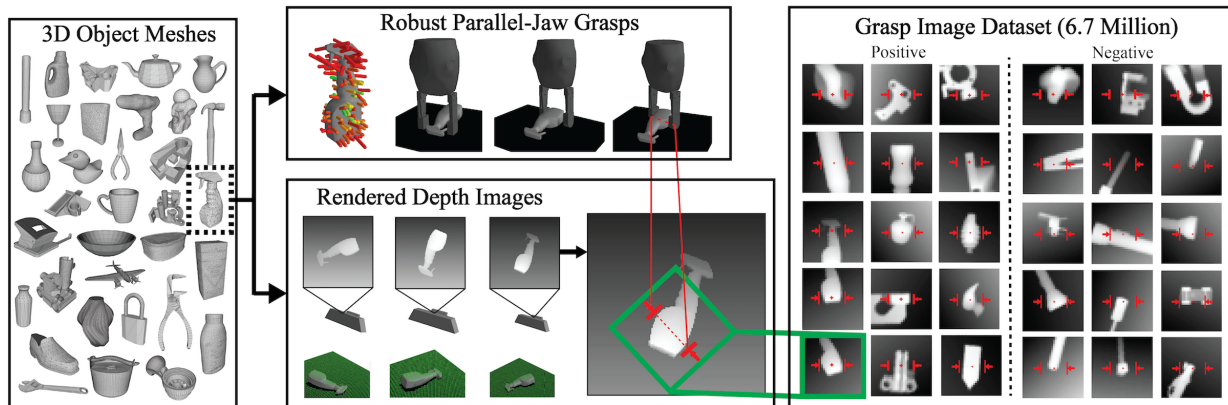 3D Object Meshes
Robust Parallel-Jaw Grasps
Rendered Depth Images
Grasp Image Dataset (6.7 Million)
Positive
Negative